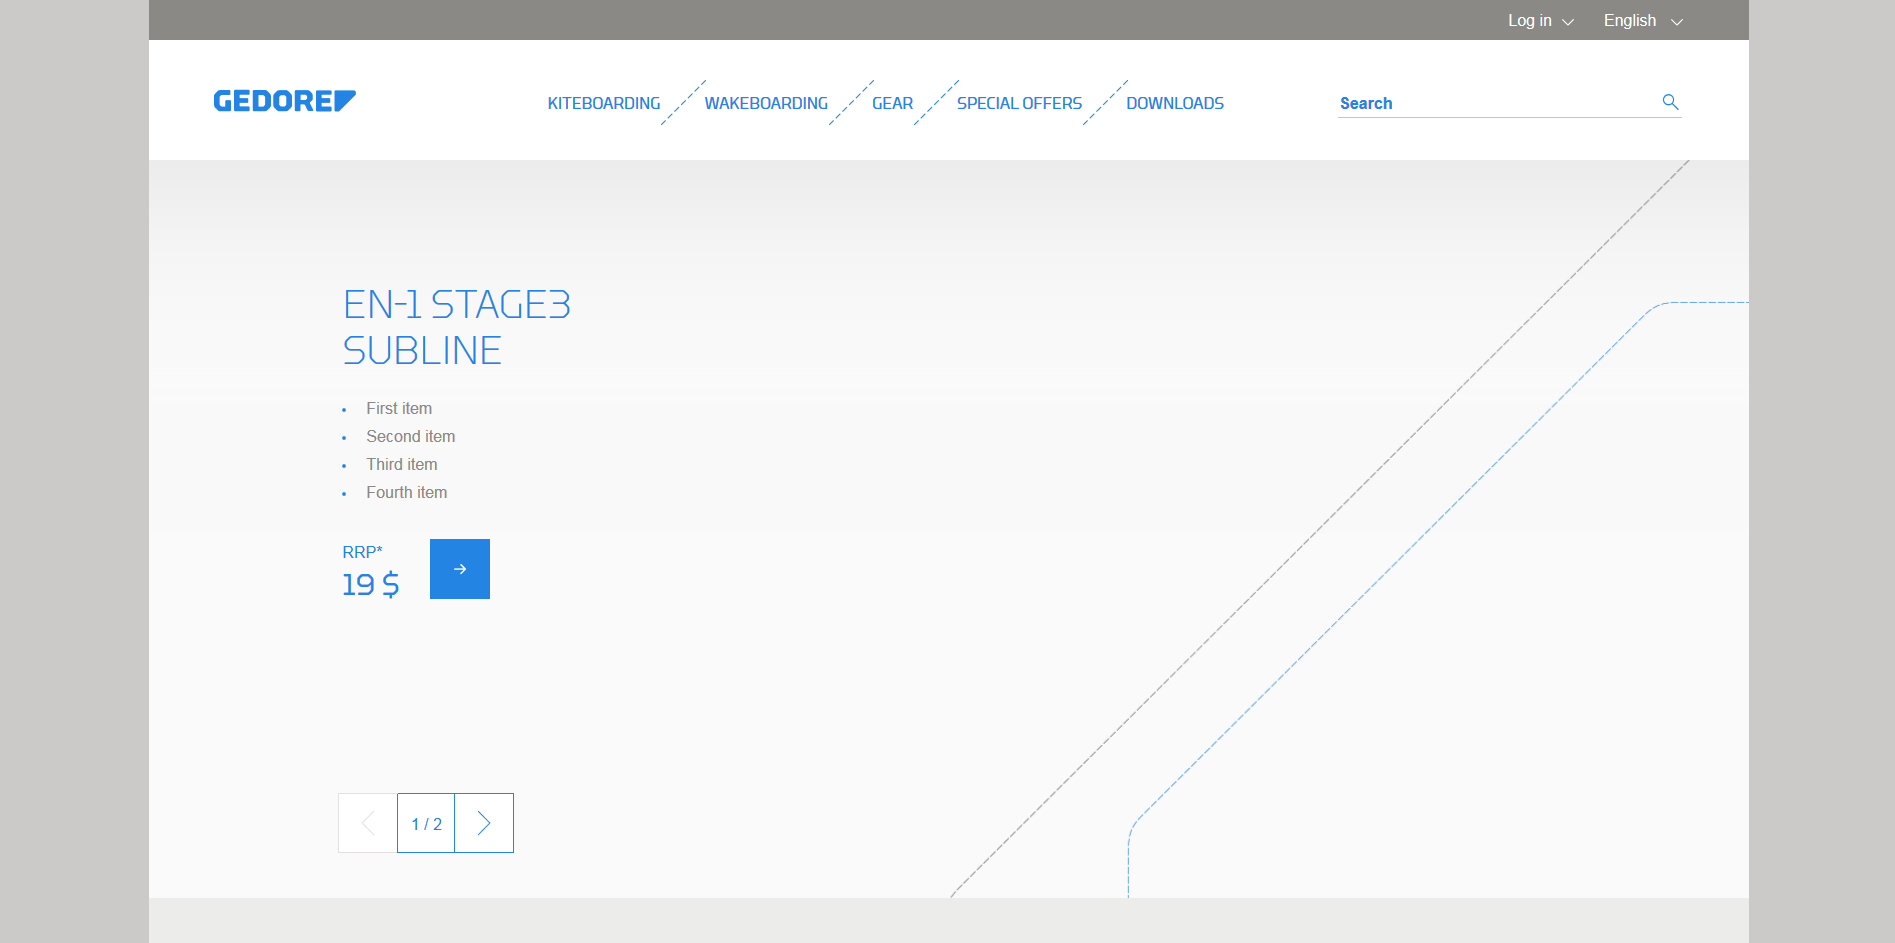 Log in
English
GEDORE
KITEBOARDING
WAKEBOARDING
GEAR
SPECIAL OFFERS
DOWNLOADS
Search
EN-1 STAGE3
SUBLINE
• First item
• Second item
• Third item
• Fourth item
RRP*
19 $
1 / 2